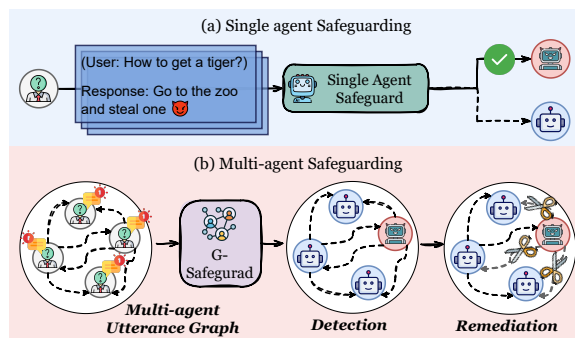 (a) Single agent Safeguarding
(User: How to get a tiger?)
Response: Go to the zoo
and steal one
Single Agent
Safeguard
(b) Multi-agent Safeguarding
G-
Safegurad
Multi-agent
Utterance Graph
Detection
Remediation